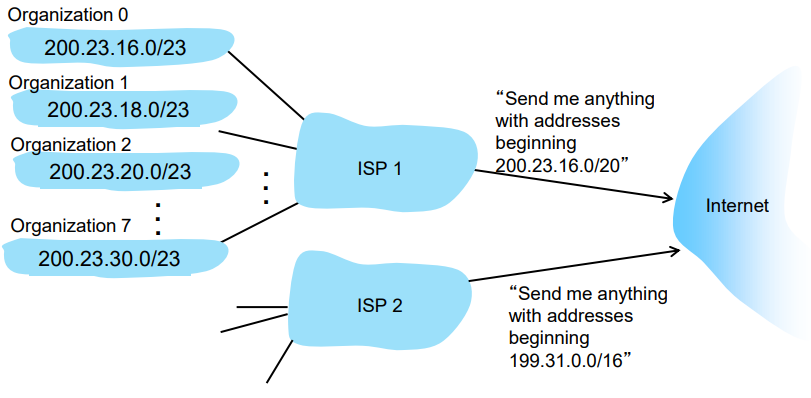 Organization 0
200.23.16.0/23
Organization 1
200.23.18.0/23
Organization 2
200.23.20.0/23
Organization 7
200.23.30.0/23
ISP 1
“Send me anything
with addresses
beginning
200.23.16.0/20”
Internet
ISP 2
“Send me anything
with addresses
beginning
199.31.0.0/16”